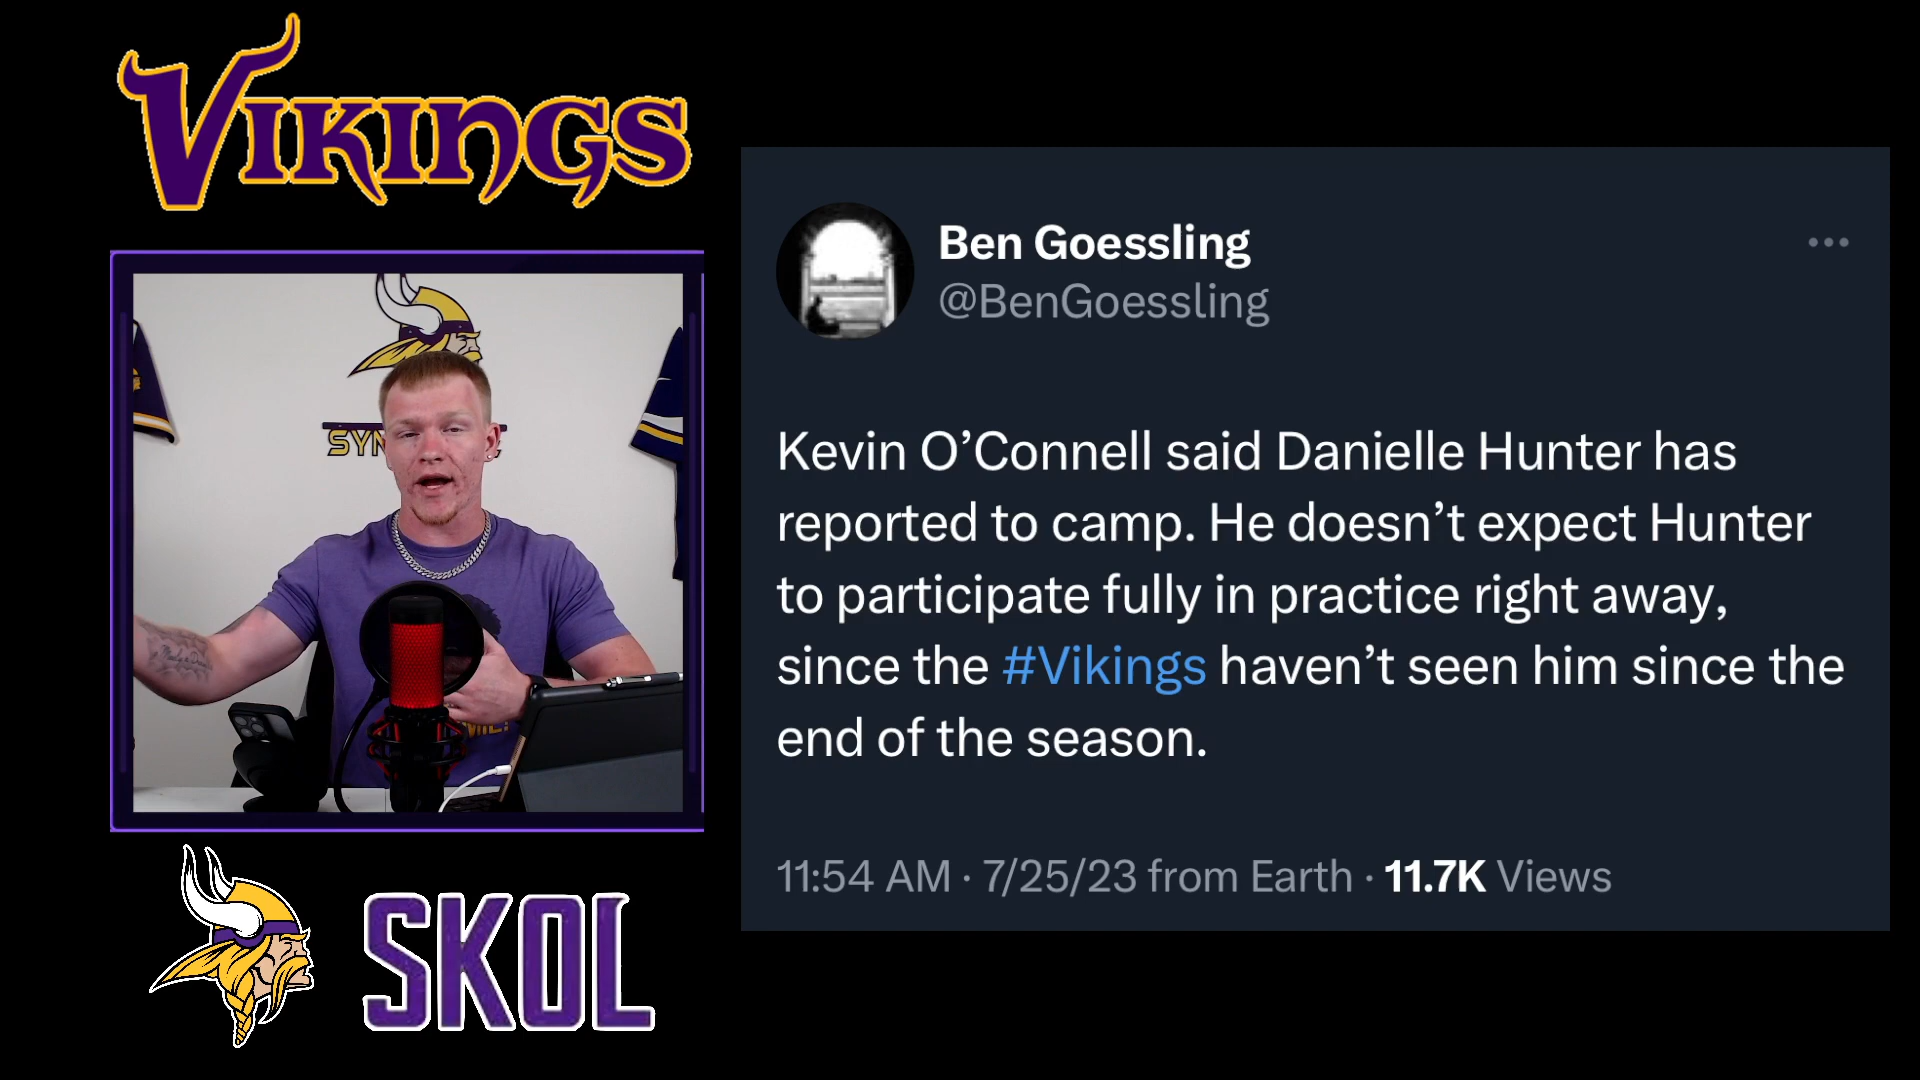 VIKINGS
SYN
SKOL
Ben Goessling
@BenGoessling
Kevin O’Connell said Danielle Hunter has
reported to camp. He doesn’t expect Hunter
to participate fully in practice right away,
since the #Vikings haven’t seen him since the
end of the season.
11:54 AM · 7/25/23 from Earth · 11.7K Views